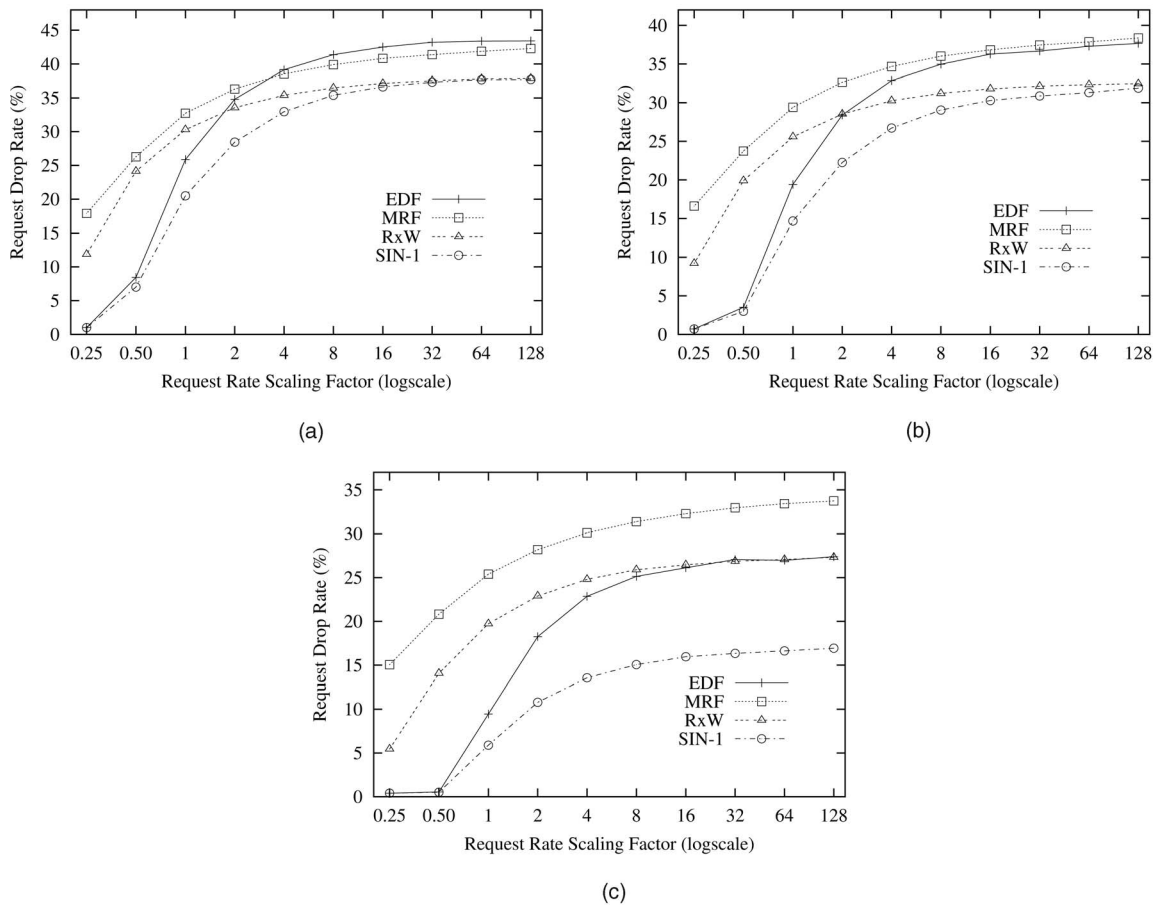 45
40
35
30
25
20
15
10
5
0
Request Drop Rate (%)
EDF
MRF
RxW
SIN-1
0.25 0.50 1 2 4 8 16 32 64 128
Request Rate Scaling Factor (logscale)
(a)
40
35
30
25
20
15
10
5
0
Request Drop Rate (%)
EDF
MRF
RxW
SIN-1
0.25 0.50 1 2 4 8 16 32 64 128
Request Rate Scaling Factor (logscale)
(b)
35
30
25
20
15
10
5
0
Request Drop Rate (%)
EDF
MRF
RxW
SIN-1
0.25 0.50 1 2 4 8 16 32 64 128
Request Rate Scaling Factor (logscale)
(c)